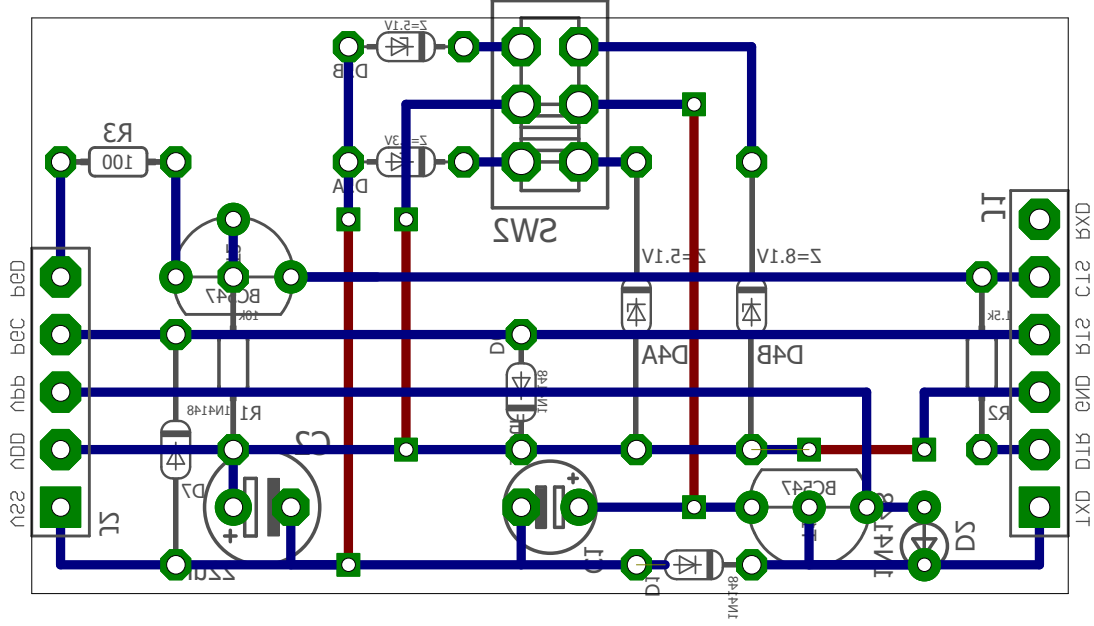 Z=5.1V
R3
100
SW2
J1
RXD
CTS
RTS
GND
DTR
TXD
PGD
PGC
VPP
VDD
VSS
J2
BC547
10k
Z=5.1V
Z=8.1V
1.5k
D4A
D4B
1N4148
1N4148
R1
R2
C2
D7
BC547
1N4148
D2
C1
D1
1N4148
22uF